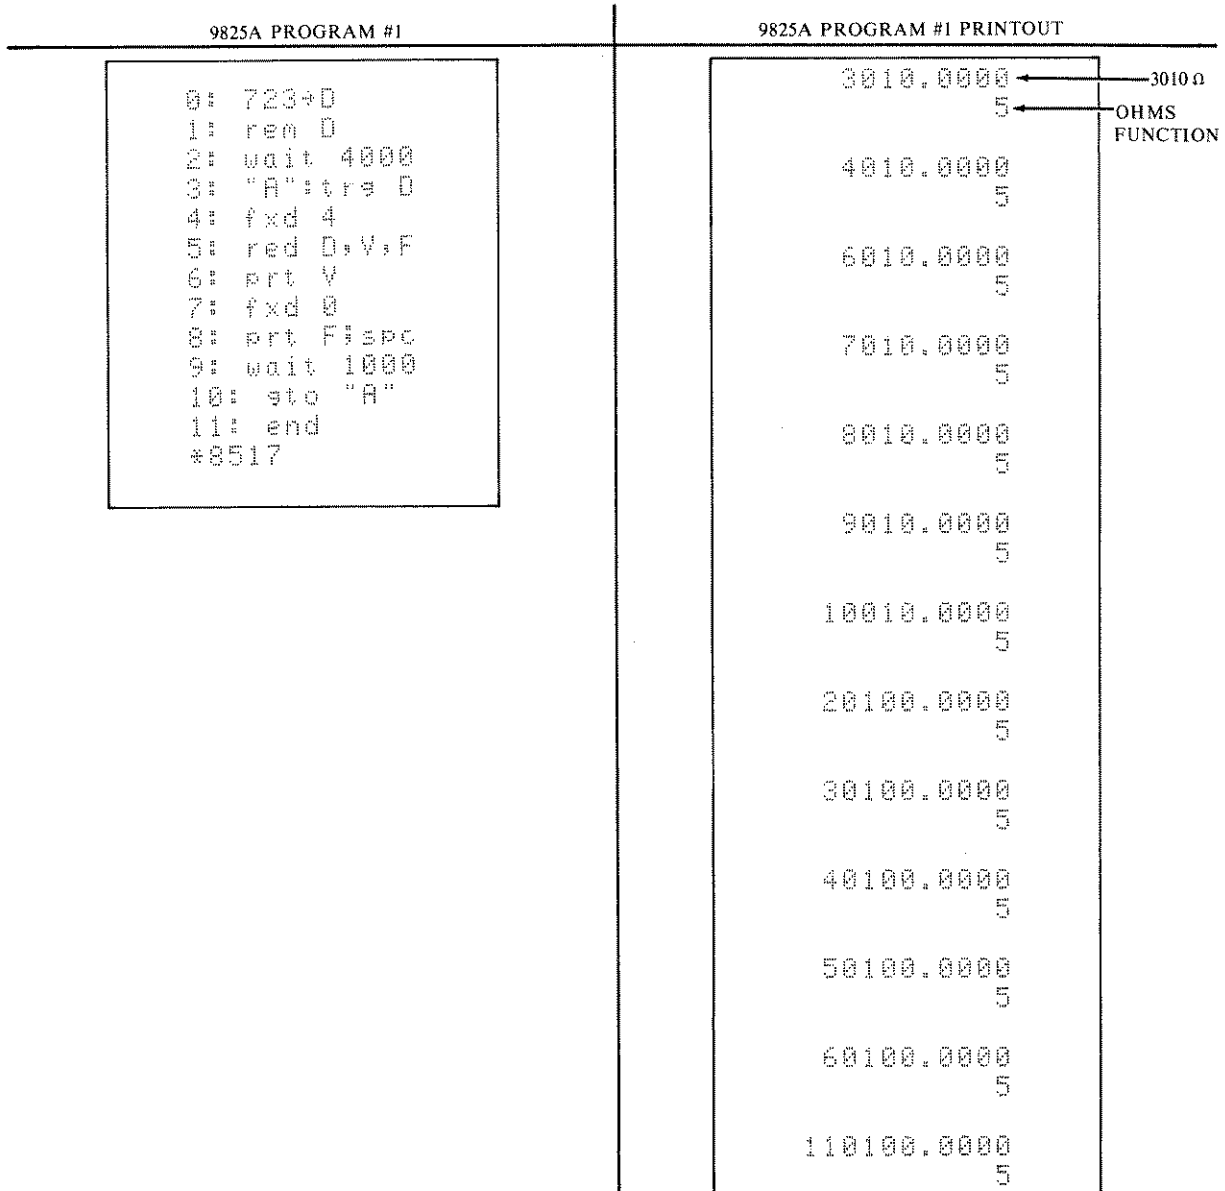 9825A PROGRAM #1
0: 723→D
1: rem D
2: wait 4000
3: "A":trg D
4: fxd 4
5: red D,V,F
6: prt V
7: fxd 0
8: prt F;spc
9: wait 1000
10: gto "A"
11: end
*8517
9825A PROGRAM #1 PRINTOUT
3010.0000 3010 Ω
5 OHMS
FUNCTION
4010.0000
5
6010.0000
5
7010.0000
5
8010.0000
5
9010.0000
5
10010.0000
5
20100.0000
5
30100.0000
5
40100.0000
5
50100.0000
5
60100.0000
5
110100.0000
5